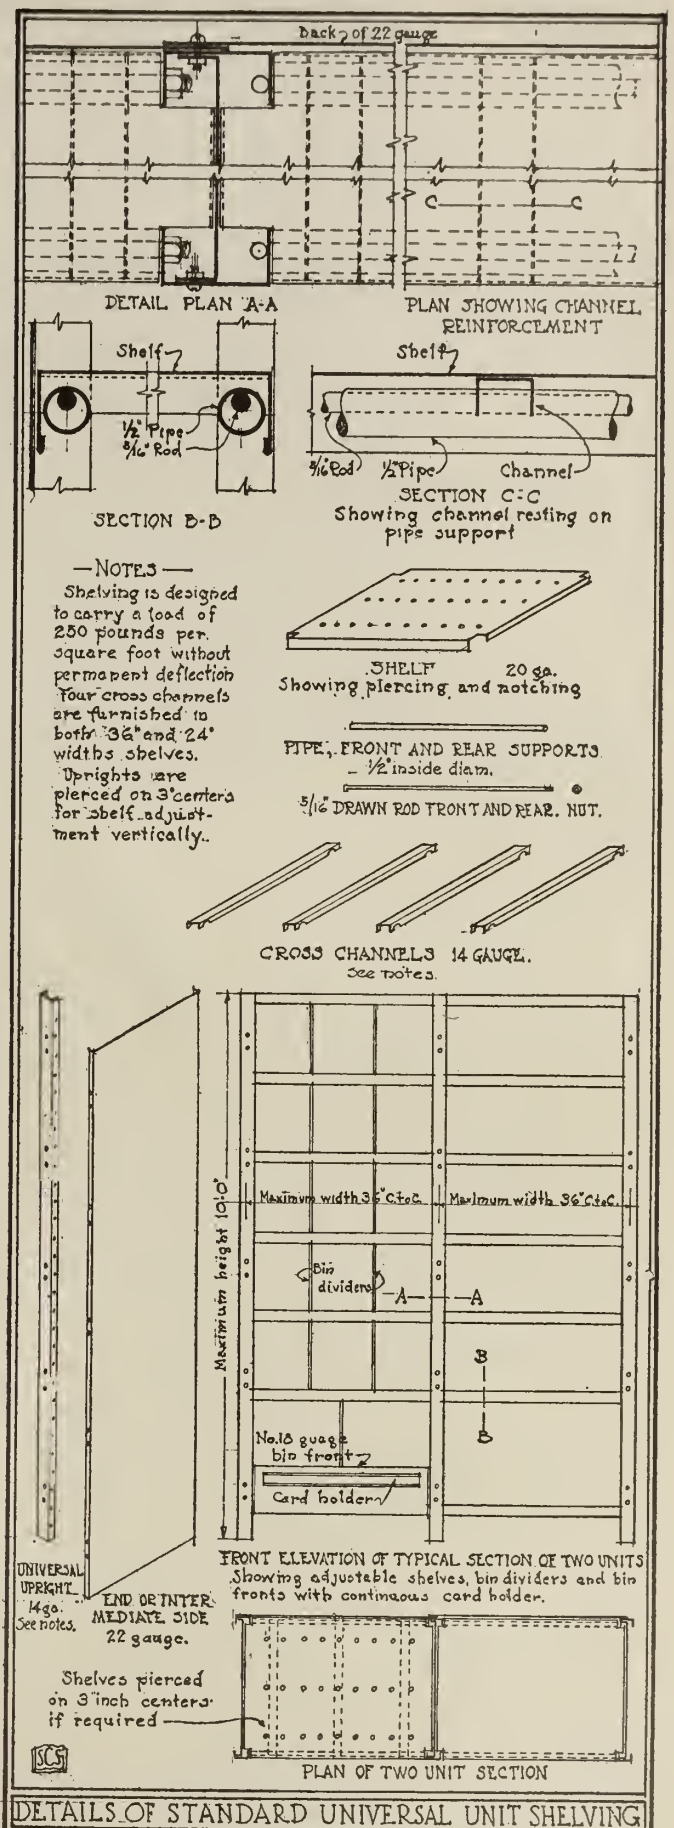 Back of 22 gauge
C C
DETAIL PLAN A-A
PLAN SHOWING CHANNEL
REINFORCEMENT
Shelf
1/2" Pipe
5/16" Rod
SECTION B-B
Shelf
5/16" Rod
1/2" Pipe
Channel
SECTION C-C
Showing channel resting on
pipe support
—NOTES—
Shelving is designed
to carry a load of
250 pounds per.
square foot without
permanent deflection
Four cross channels
are furnished in
both 36" and 24"
widths shelves.
Uprights are
pierced on 3" centers
for shelf adjust-
ment vertically.
SHELF 20 ga.
Showing piercing and notching
PIPE, FRONT AND REAR SUPPORTS
1/2" inside diam.
5/16" DRAWN ROD FRONT AND REAR. NUT.
CROSS CHANNELS 14 GAUGE.
See notes.
Maximum height 10'0"
Maximum width 36" C.toC.
Maximum width 36" C.toC.
Bin
dividers
A A
B
B
No.18 guage
bin front
Card holder
UNIVERSAL
UPRIGHT
14ga.
See notes.
END OR INTER
MEDIATE SIDE
22 gauge.
FRONT ELEVATION OF TYPICAL SECTION OF TWO UNITS
Showing adjustable shelves, bin dividers and bin
fronts with continuous card holder.
Shelves pierced
on 3"inch centers
if required
PLAN OF TWO UNIT SECTION
SCS
DETAILS OF STANDARD UNIVERSAL UNIT SHELVING